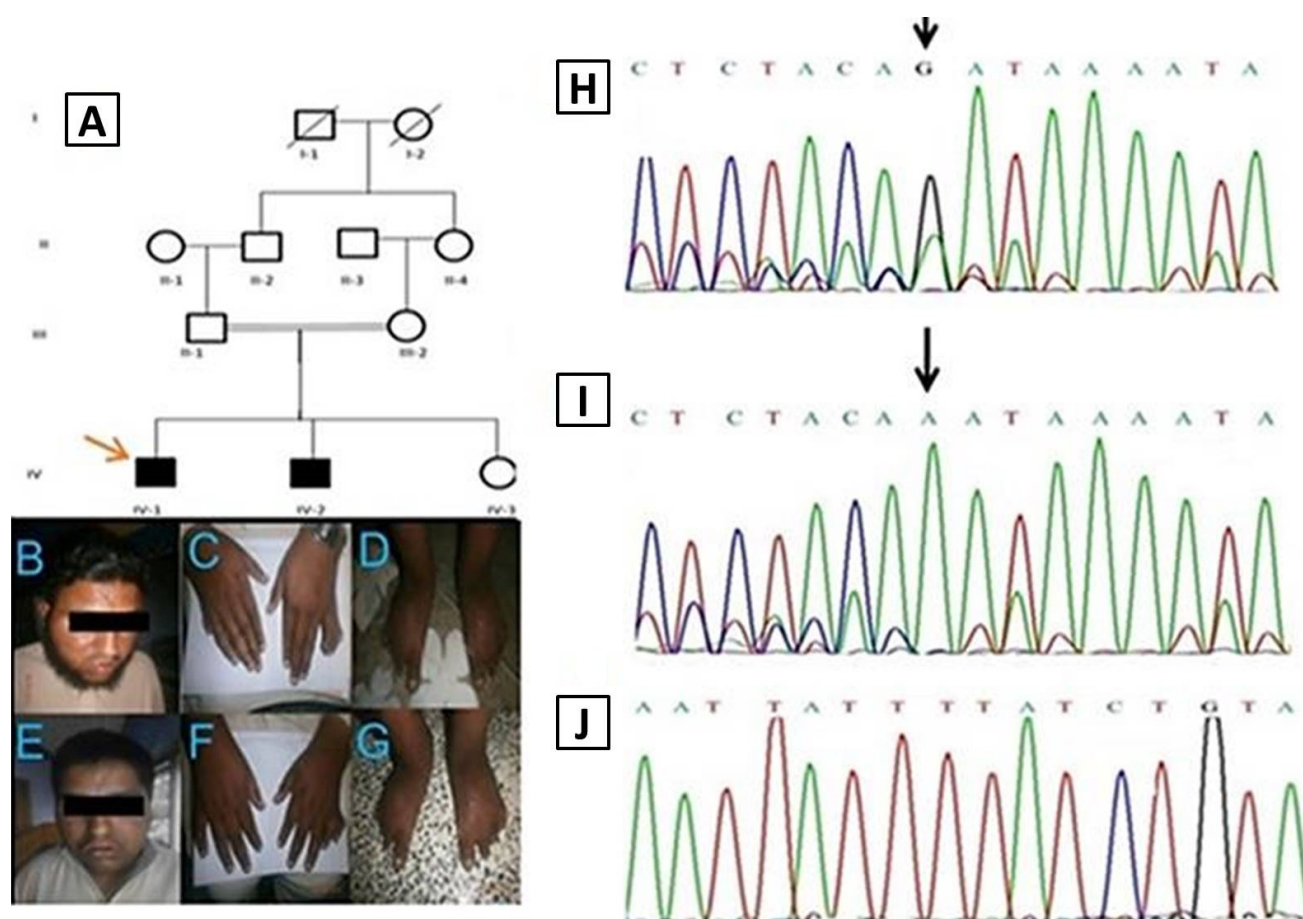 A
I
I-1 I-2
II
II-1 II-2 II-3 II-4
III
II-1 III-2
IV
IV-1 IV-2 IV-3
B C D
E F G
H
C T C T A C A G A T A A A A T A
I
C T C T A C A A A T A A A A T A
J
A A T T A T T T T A T C T G T A